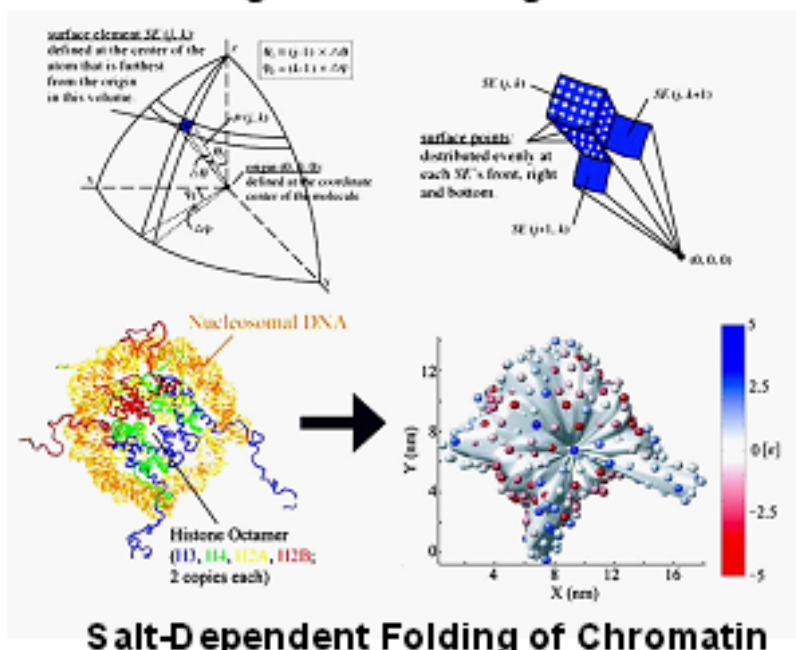 surface element SE (j, k)
defined at the center of the
atom that is farthest
from the origin
in this volume.
z
R (j, k)
origin (0, 0, 0):
defined at the coordinate
center of the molecule
x
y
SE (j, k)
SE (j, k+1)
surface points:
distributed evenly at
each SE's front, right
and bottom.
SE (j+1, k)
(0, 0, 0)
Nucleosomal DNA
Histone Octamer
(H3, H4, H2A, H2B;
2 copies each)
Y (nm)
12
8
4
0
4 8 12 16
X (nm)
5
2.5
0 [e]
-2.5
-5
Salt-Dependent Folding of Chromatin